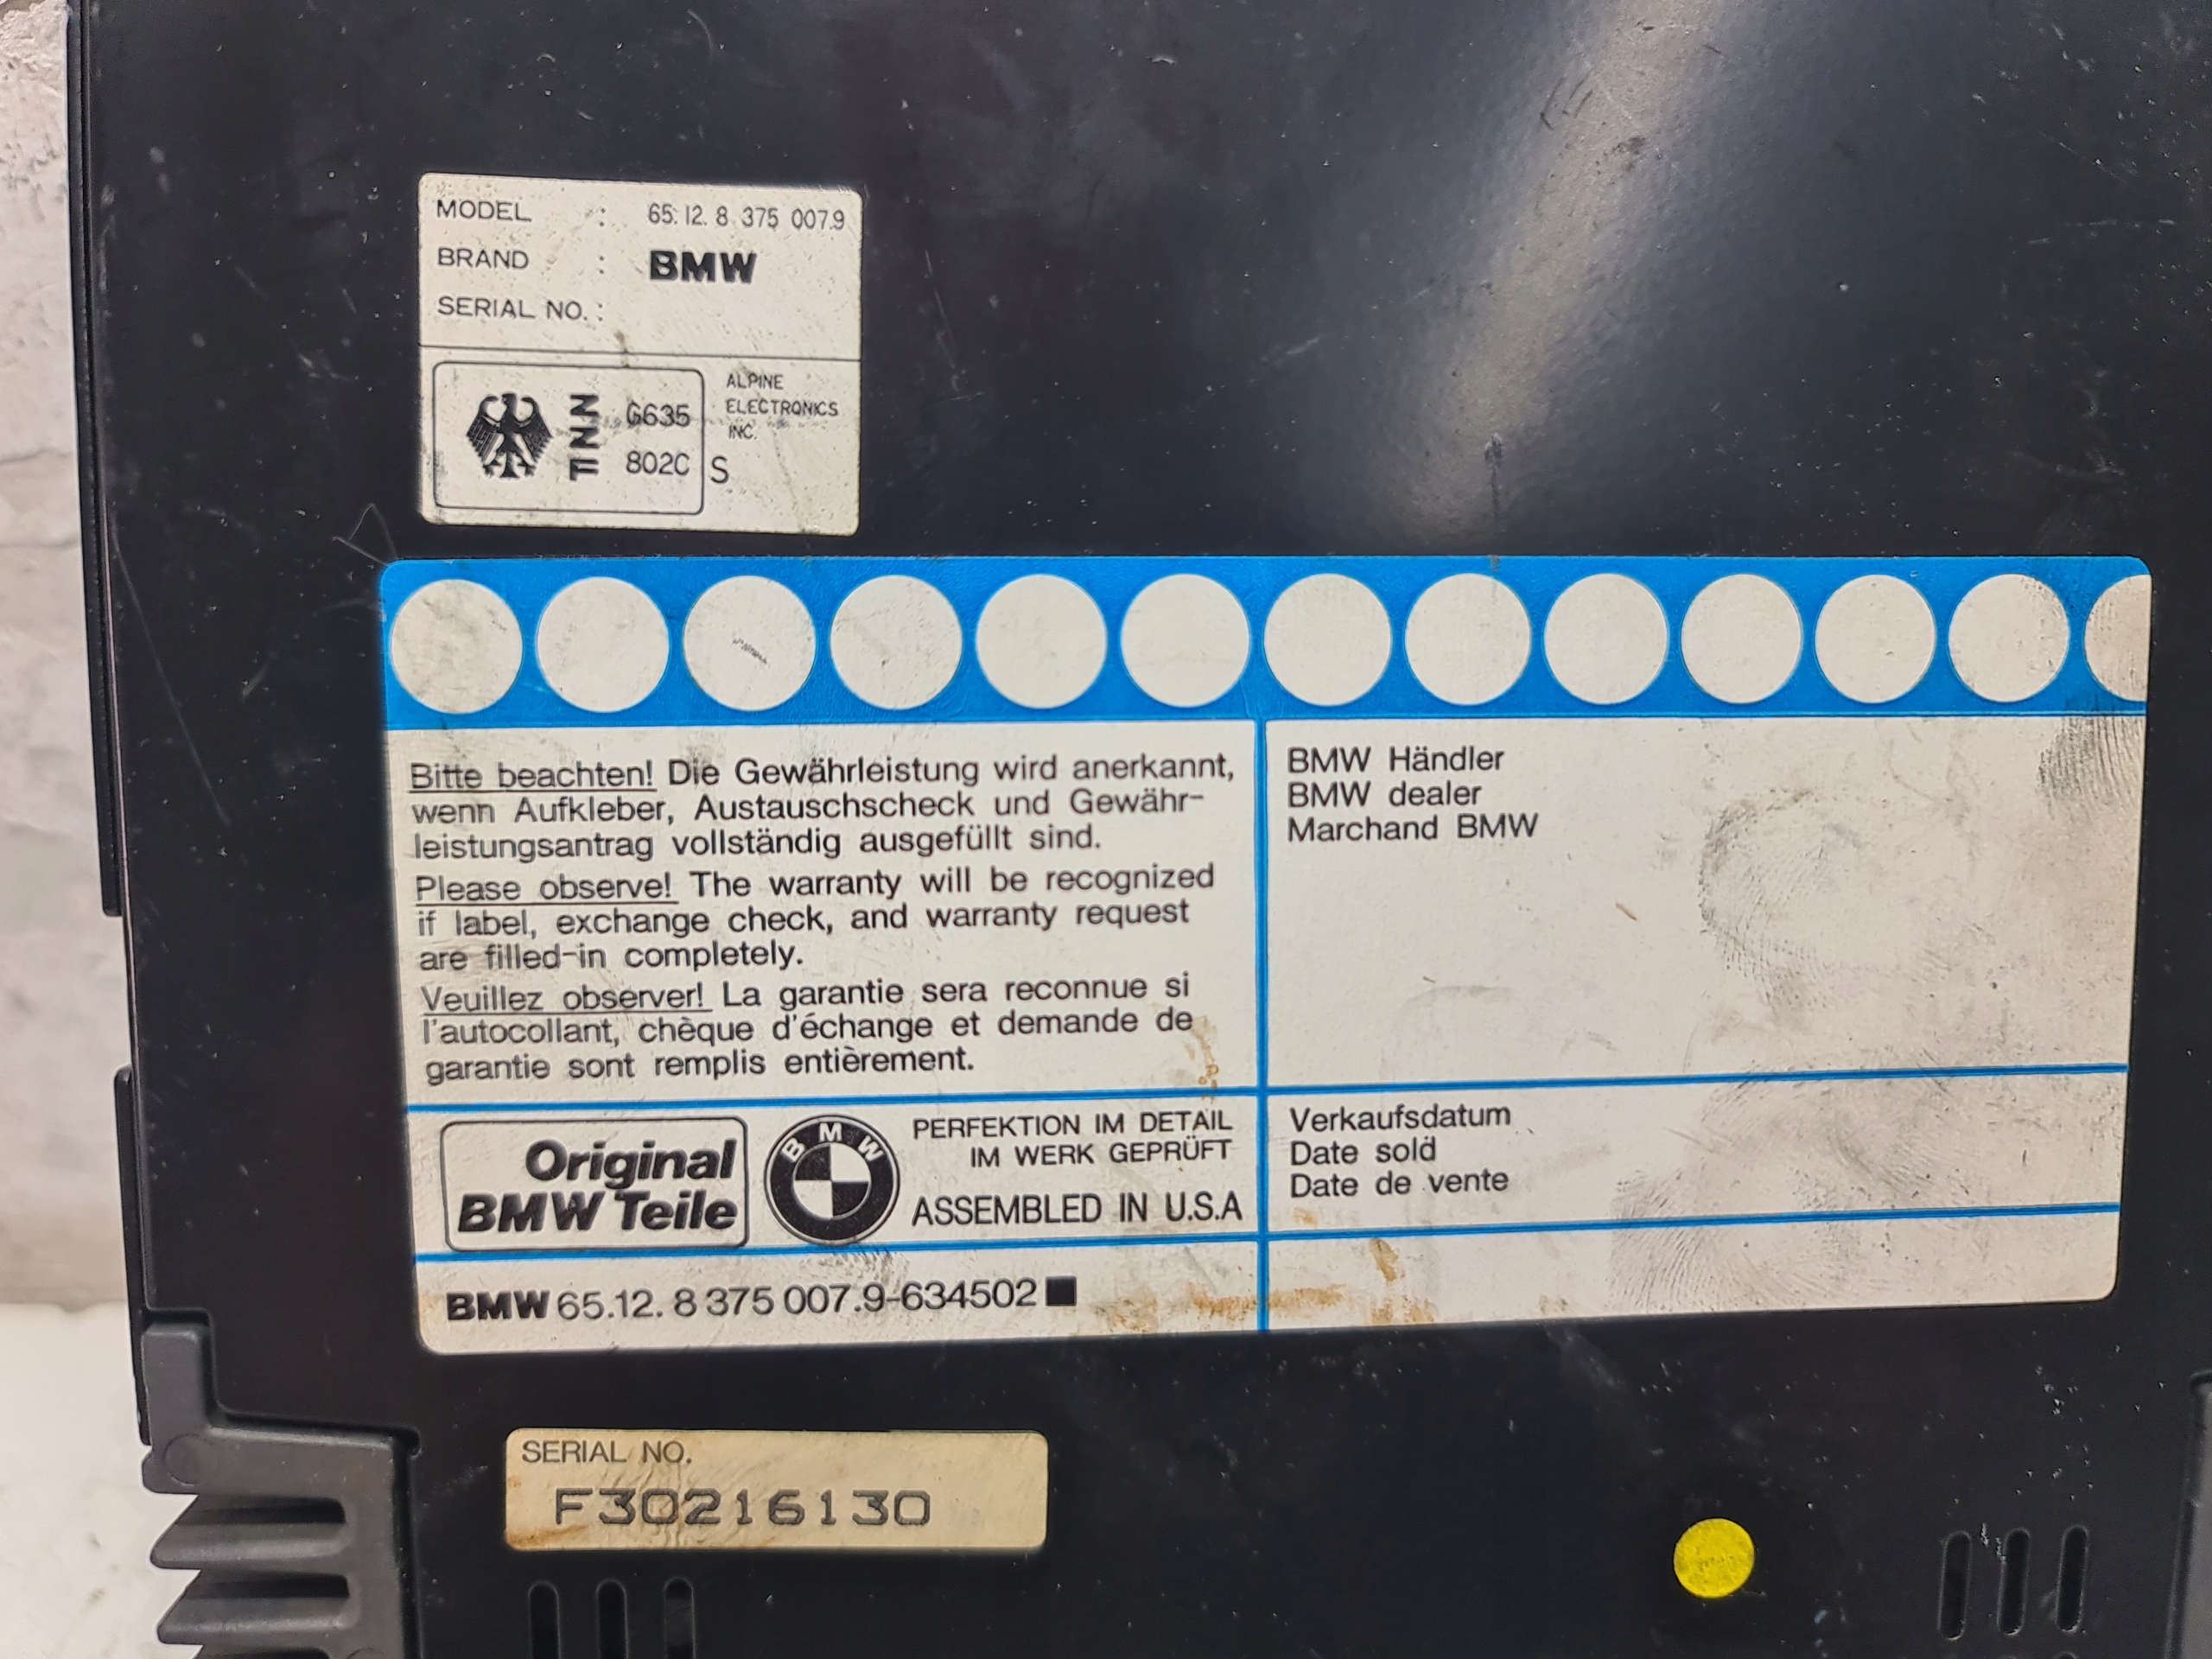 MODEL : 65.12.8 375 007.9
BRAND : BMW
SERIAL NO. :
ZZF G635
802C S
ALPINE
ELECTRONICS
INC.
Bitte beachten! Die Gewährleistung wird anerkannt,
wenn Aufkleber, Austauschscheck und Gewähr-
leistungsantrag vollständig ausgefüllt sind.
Please observe! The warranty will be recognized
if label, exchange check, and warranty request
are filled-in completely.
Veuillez observer! La garantie sera reconnue si
l'autocollant, chèque d'échange et demande de
garantie sont remplis entièrement.
BMW Händler
BMW dealer
Marchand BMW
Original
BMW Teile
BMW
PERFEKTION IM DETAIL
IM WERK GEPRÜFT
ASSEMBLED IN U.S.A
Verkaufsdatum
Date sold
Date de vente
BMW 65.12.8 375 007.9-634502
SERIAL NO.
F30216130